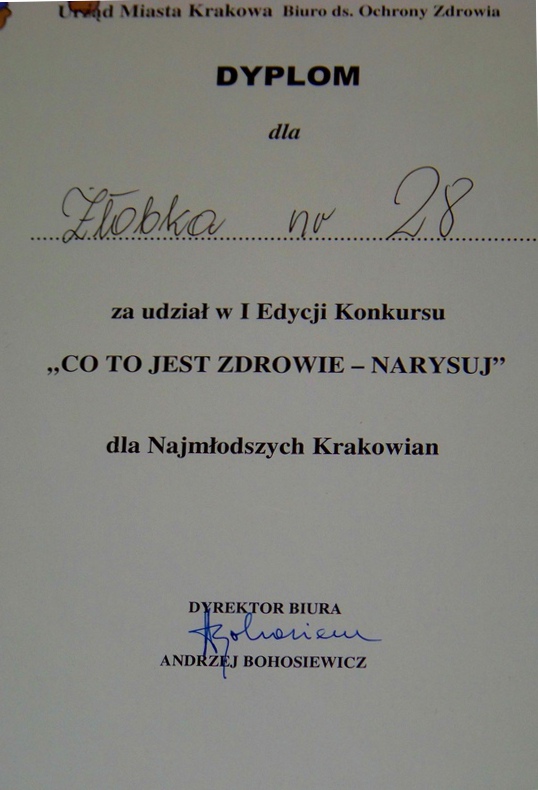 Urząd Miasta Krakowa Biuro ds. Ochrony Zdrowia
DYPLOM
dla
Żłobka nr 28
za udział w I Edycji Konkursu
„CO TO JEST ZDROWIE – NARYSUJ”
dla Najmłodszych Krakowian
DYREKTOR BIURA
ANDRZEJ BOHOSIEWICZ